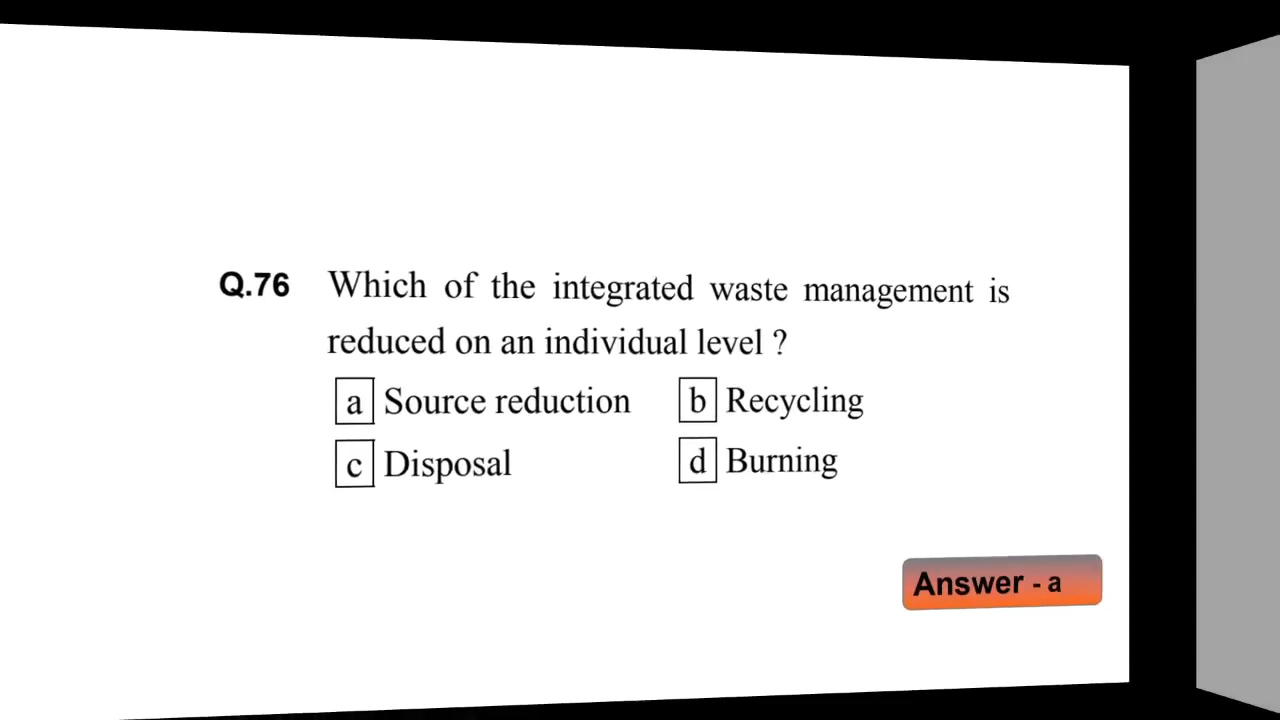 Q.76 Which of the integrated waste management is
reduced on an individual level ?
a Source reduction b Recycling
c Disposal d Burning
Answer - a